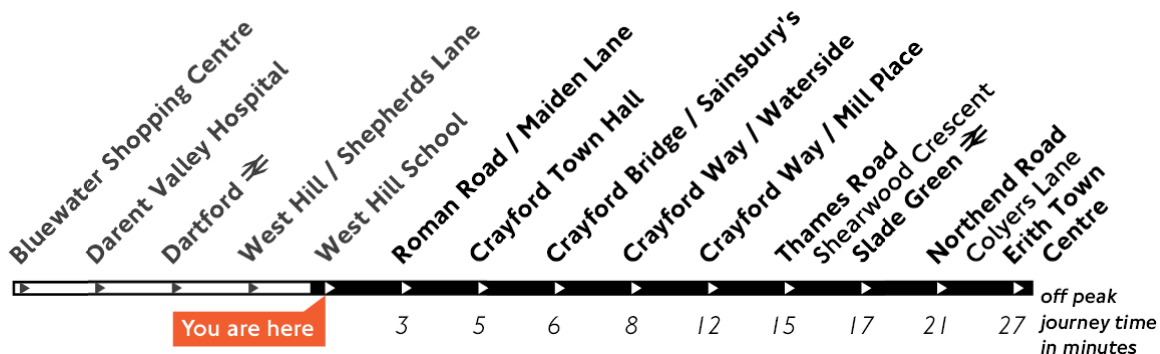 Bluewater Shopping Centre
Darent Valley Hospital
Dartford
West Hill / Shepherds Lane
West Hill School
Roman Road / Maiden Lane
Crayford Town Hall
Crayford Bridge / Sainsbury's
Crayford Way / Waterside
Crayford Way / Mill Place
Thames Road
Shearwood Crescent
Slade Green
Northend Road
Colyers Lane
Erith Town
Centre
You are here
3 5 6 8 12 15 17 21 27
off peak
journey time
in minutes